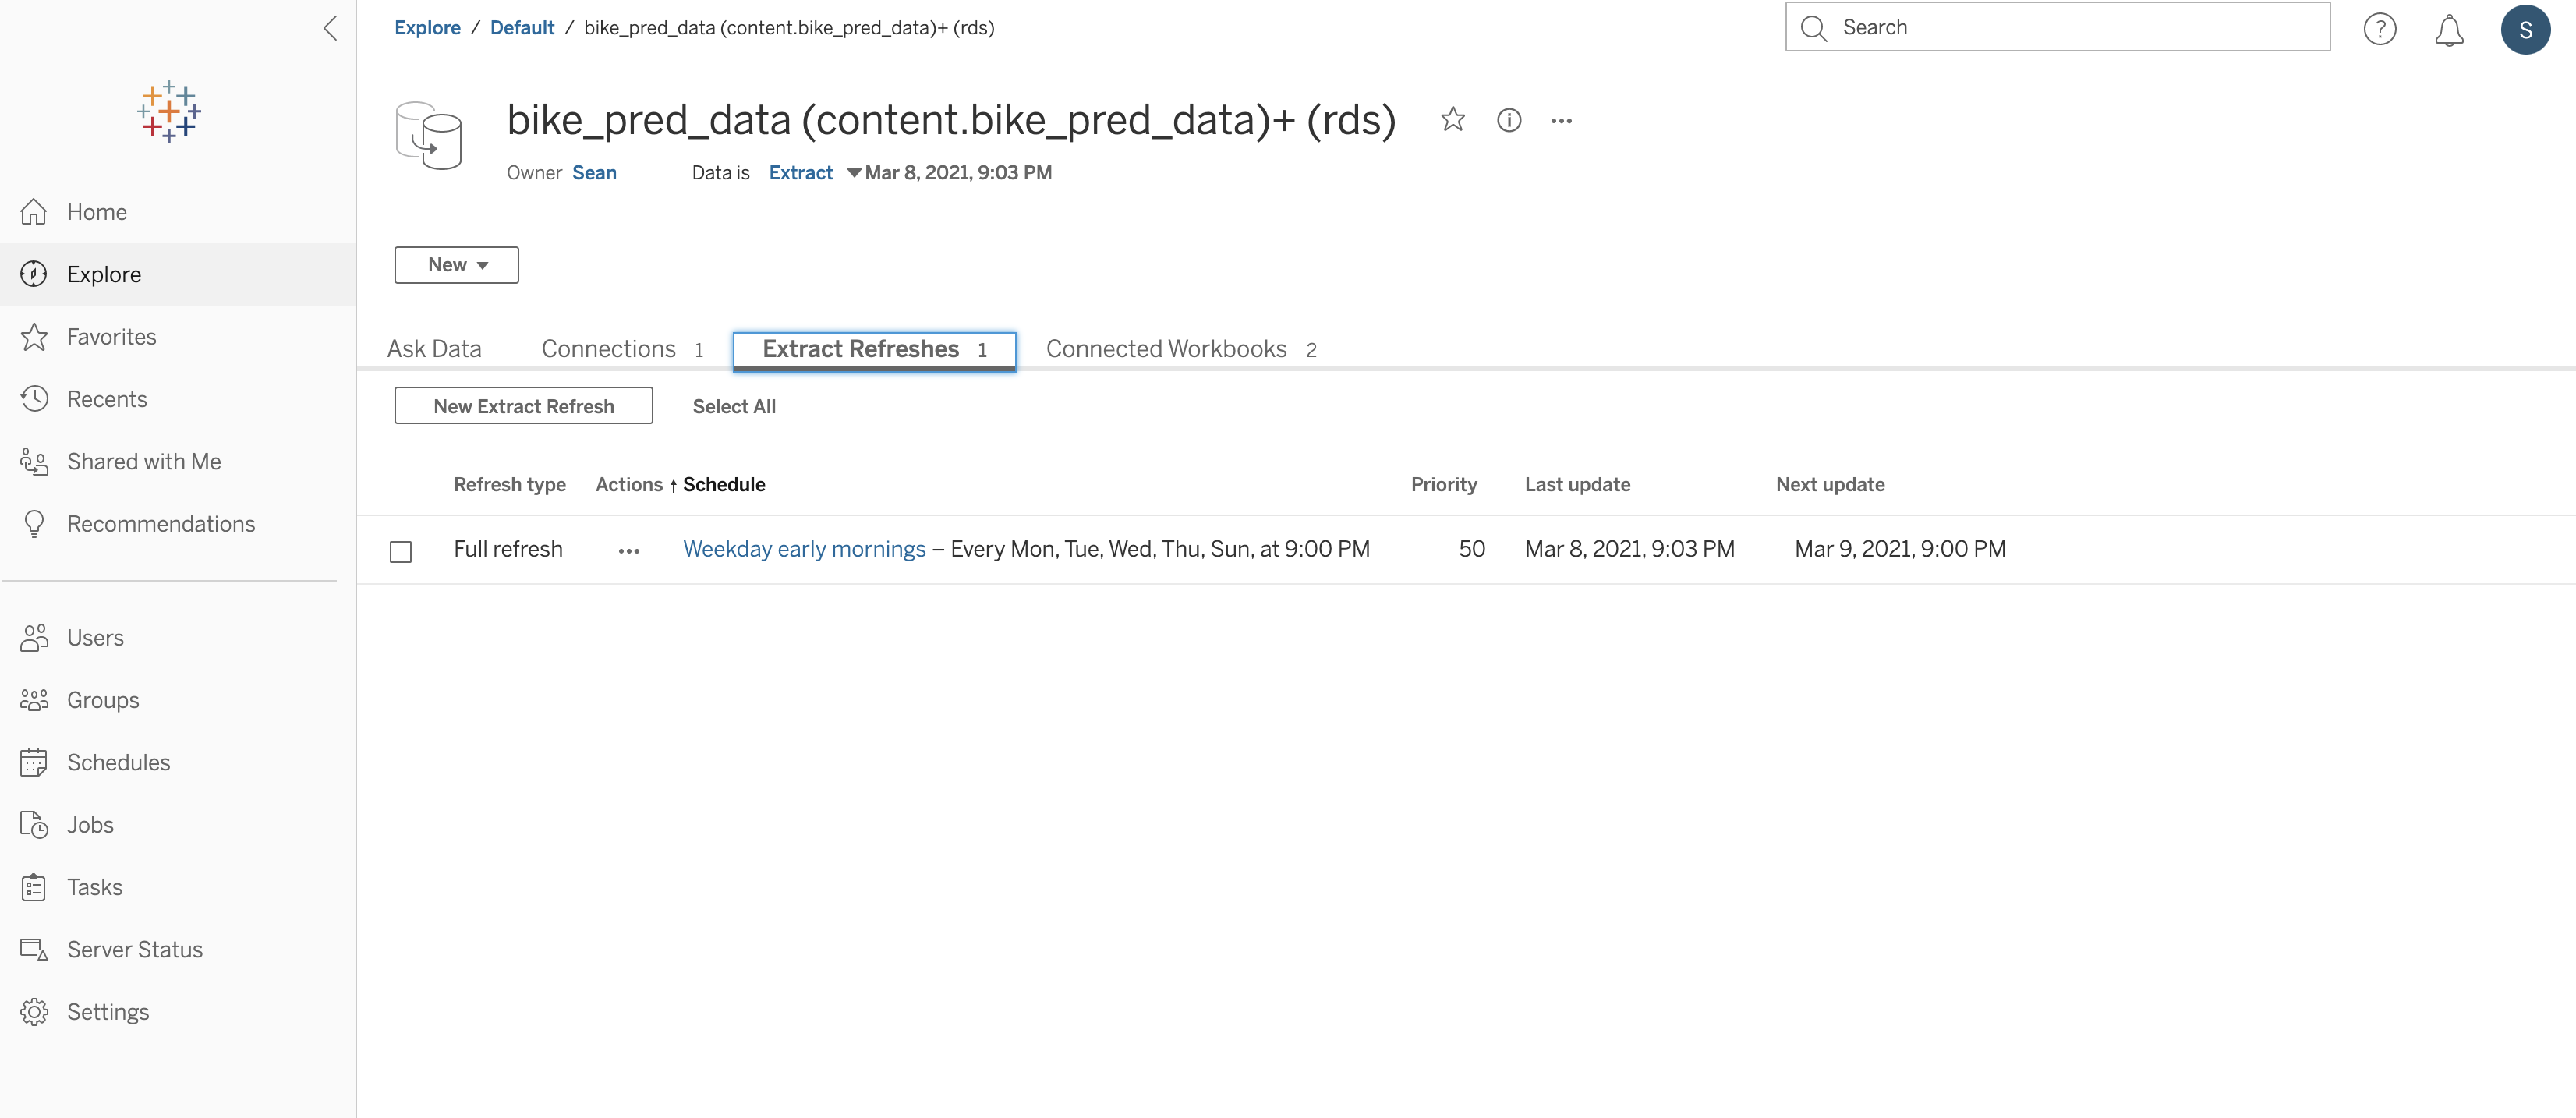 Explore / Default / bike_pred_data (content.bike_pred_data)+ (rds)
Search
?
S
bike_pred_data (content.bike_pred_data)+ (rds)
Owner Sean Data is Extract Mar 8, 2021, 9:03 PM
Home
Explore
Favorites
Recents
Shared with Me
Recommendations
Users
Groups
Schedules
Jobs
Tasks
Server Status
Settings
New
Ask Data Connections 1 Extract Refreshes 1 Connected Workbooks 2
New Extract Refresh Select All
Refresh type Actions ↑ Schedule Priority Last update Next update
Full refresh ••• Weekday early mornings – Every Mon, Tue, Wed, Thu, Sun, at 9:00 PM 50 Mar 8, 2021, 9:03 PM Mar 9, 2021, 9:00 PM